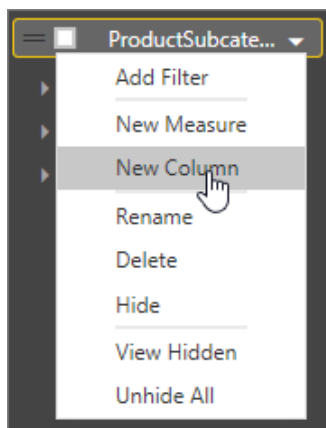 ProductSubcate...
Add Filter
New Measure
New Column
Rename
Delete
Hide
View Hidden
Unhide All